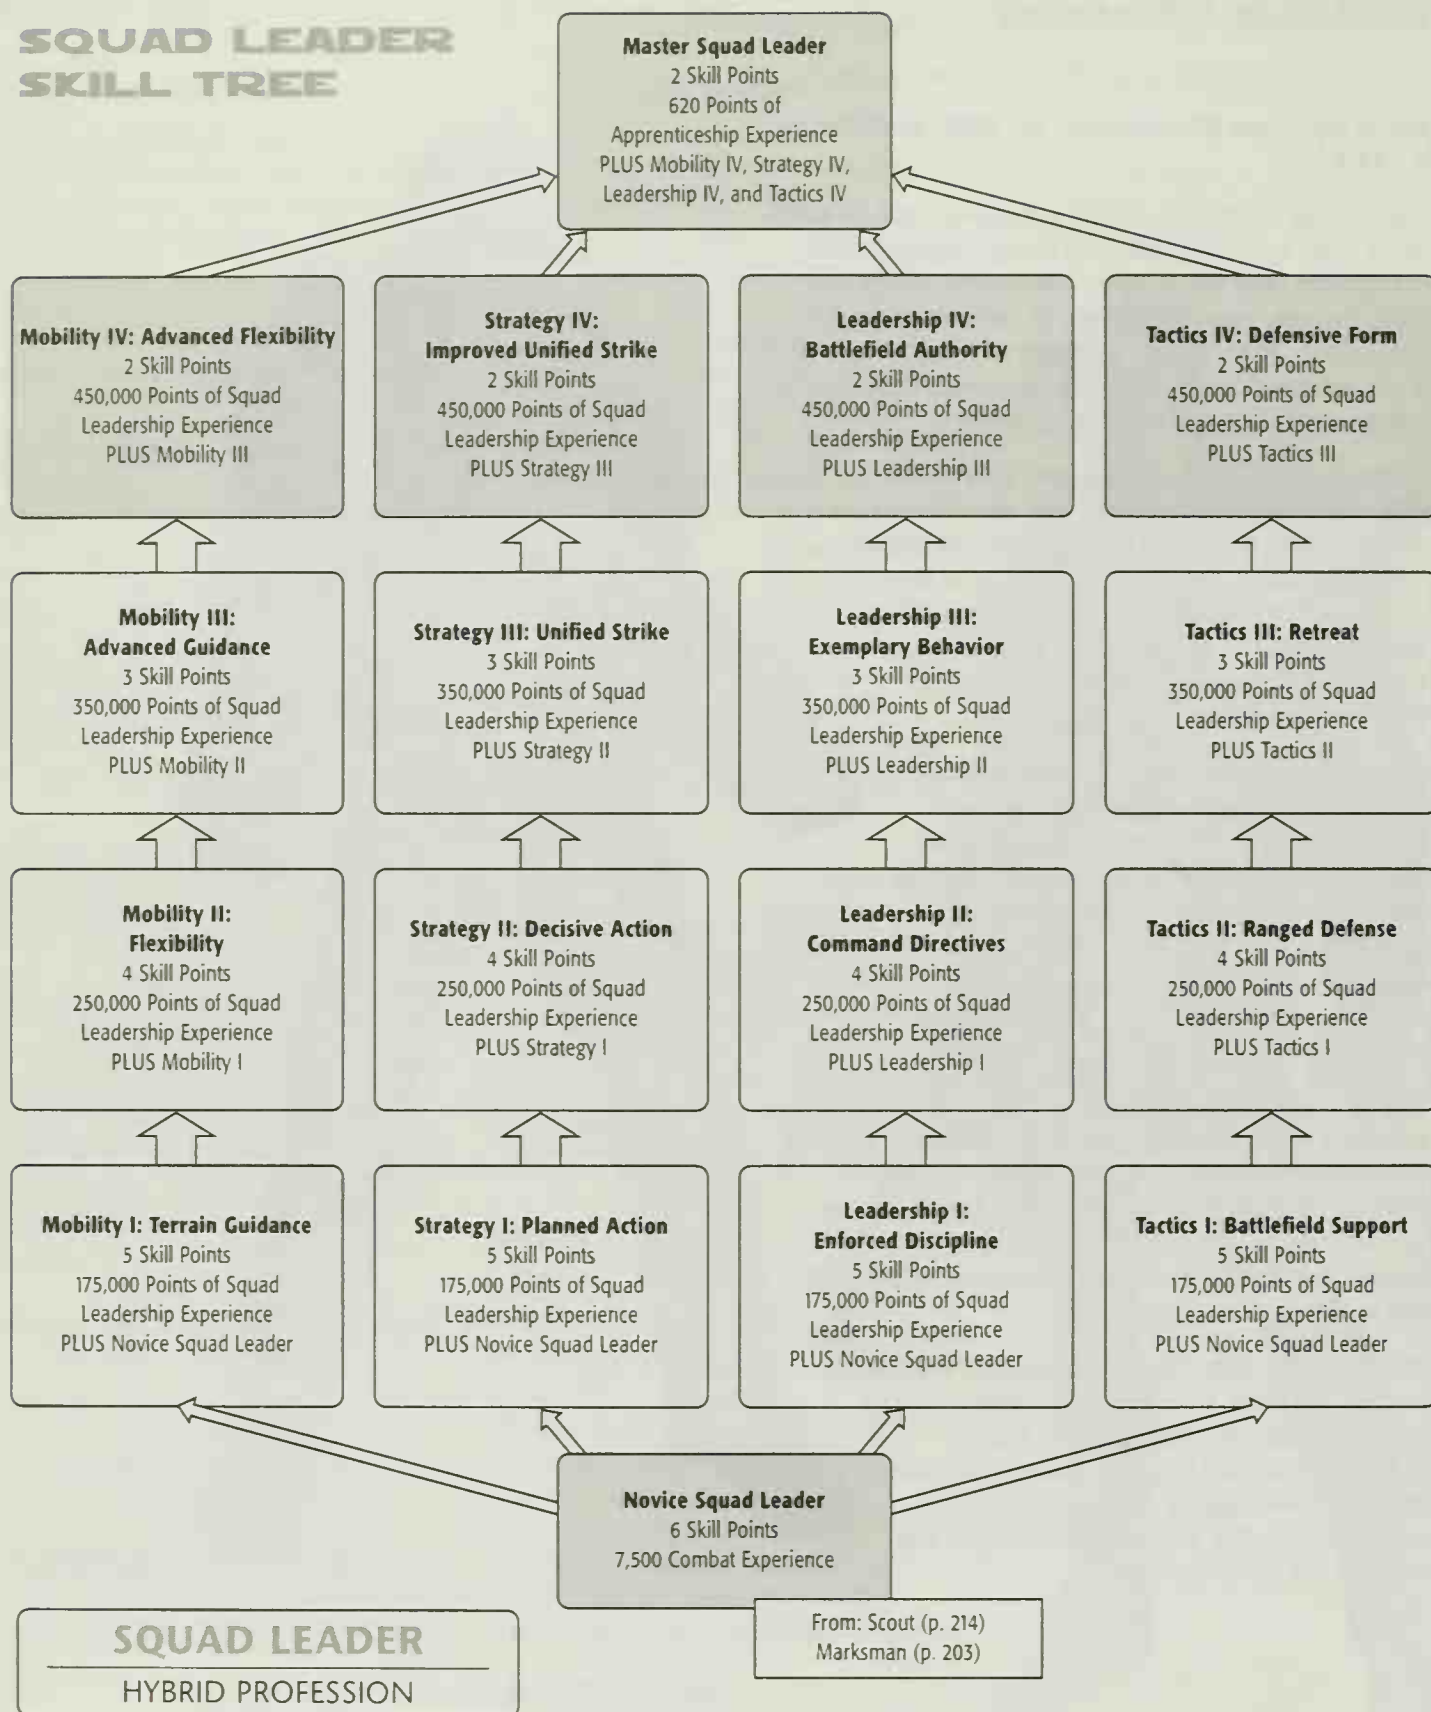 SQUAD LEADER
SKILL TREE
Master Squad Leader
2 Skill Points
620 Points of
Apprenticeship Experience
PLUS Mobility IV, Strategy IV,
Leadership IV, and Tactics IV
Mobility IV: Advanced Flexibility
2 Skill Points
450,000 Points of Squad
Leadership Experience
PLUS Mobility III
Strategy IV:
Improved Unified Strike
2 Skill Points
450,000 Points of Squad
Leadership Experience
PLUS Strategy III
Leadership IV:
Battlefield Authority
2 Skill Points
450,000 Points of Squad
Leadership Experience
PLUS Leadership III
Tactics IV: Defensive Form
2 Skill Points
450,000 Points of Squad
Leadership Experience
PLUS Tactics III
Mobility III:
Advanced Guidance
3 Skill Points
350,000 Points of Squad
Leadership Experience
PLUS Mobility II
Strategy III: Unified Strike
3 Skill Points
350,000 Points of Squad
Leadership Experience
PLUS Strategy II
Leadership III:
Exemplary Behavior
3 Skill Points
350,000 Points of Squad
Leadership Experience
PLUS Leadership II
Tactics III: Retreat
3 Skill Points
350,000 Points of Squad
Leadership Experience
PLUS Tactics II
Mobility II:
Flexibility
4 Skill Points
250,000 Points of Squad
Leadership Experience
PLUS Mobility I
Strategy II: Decisive Action
4 Skill Points
250,000 Points of Squad
Leadership Experience
PLUS Strategy I
Leadership II:
Command Directives
4 Skill Points
250,000 Points of Squad
Leadership Experience
PLUS Leadership I
Tactics II: Ranged Defense
4 Skill Points
250,000 Points of Squad
Leadership Experience
PLUS Tactics I
Mobility I: Terrain Guidance
5 Skill Points
175,000 Points of Squad
Leadership Experience
PLUS Novice Squad Leader
Strategy I: Planned Action
5 Skill Points
175,000 Points of Squad
Leadership Experience
PLUS Novice Squad Leader
Leadership I:
Enforced Discipline
5 Skill Points
175,000 Points of Squad
Leadership Experience
PLUS Novice Squad Leader
Tactics I: Battlefield Support
5 Skill Points
175,000 Points of Squad
Leadership Experience
PLUS Novice Squad Leader
Novice Squad Leader
6 Skill Points
7,500 Combat Experience
From: Scout (p. 214)
Marksman (p. 203)
SQUAD LEADER
HYBRID PROFESSION